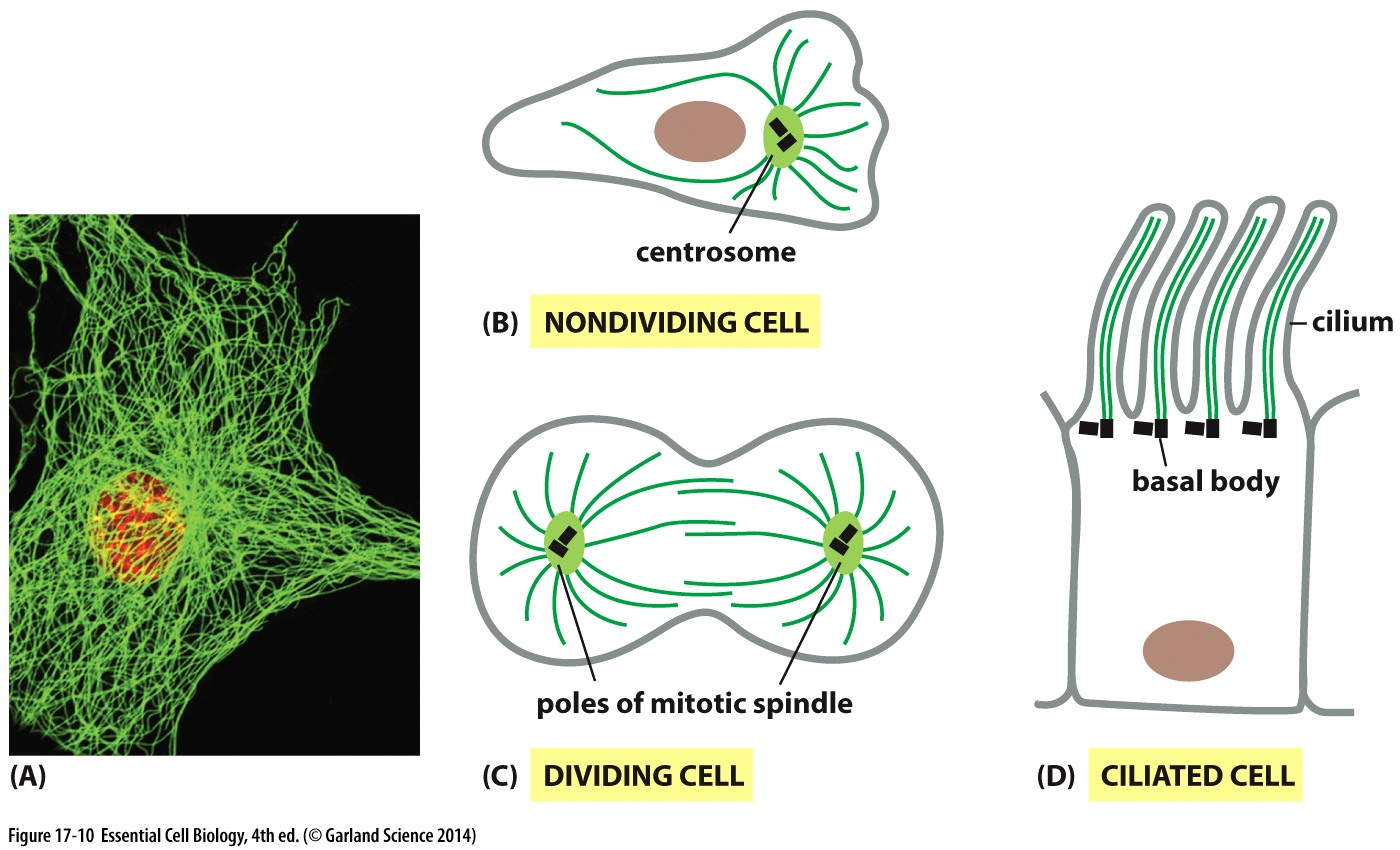 centrosome
(B) NONDIVIDING CELL
cilium
basal body
poles of mitotic spindle
(A)
(C) DIVIDING CELL
(D) CILIATED CELL
Figure 17-10 Essential Cell Biology, 4th ed. (© Garland Science 2014)